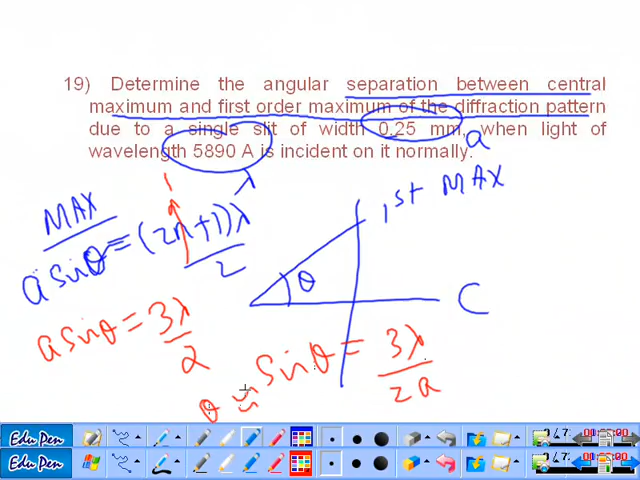 19) Determine the angular separation between central
maximum and first order maximum of the diffraction pattern
due to a single slit of width 0.25 mm, when light of
wavelength 5890 A is incident on it normally.
a
1
λ
MAX
a sinθ = (2n+1)λ
2
1st MAX
θ
C
a sinθ = 3λ
2
θ ≈ sinθ = 3λ
2a
Edu Pen
Edu Pen